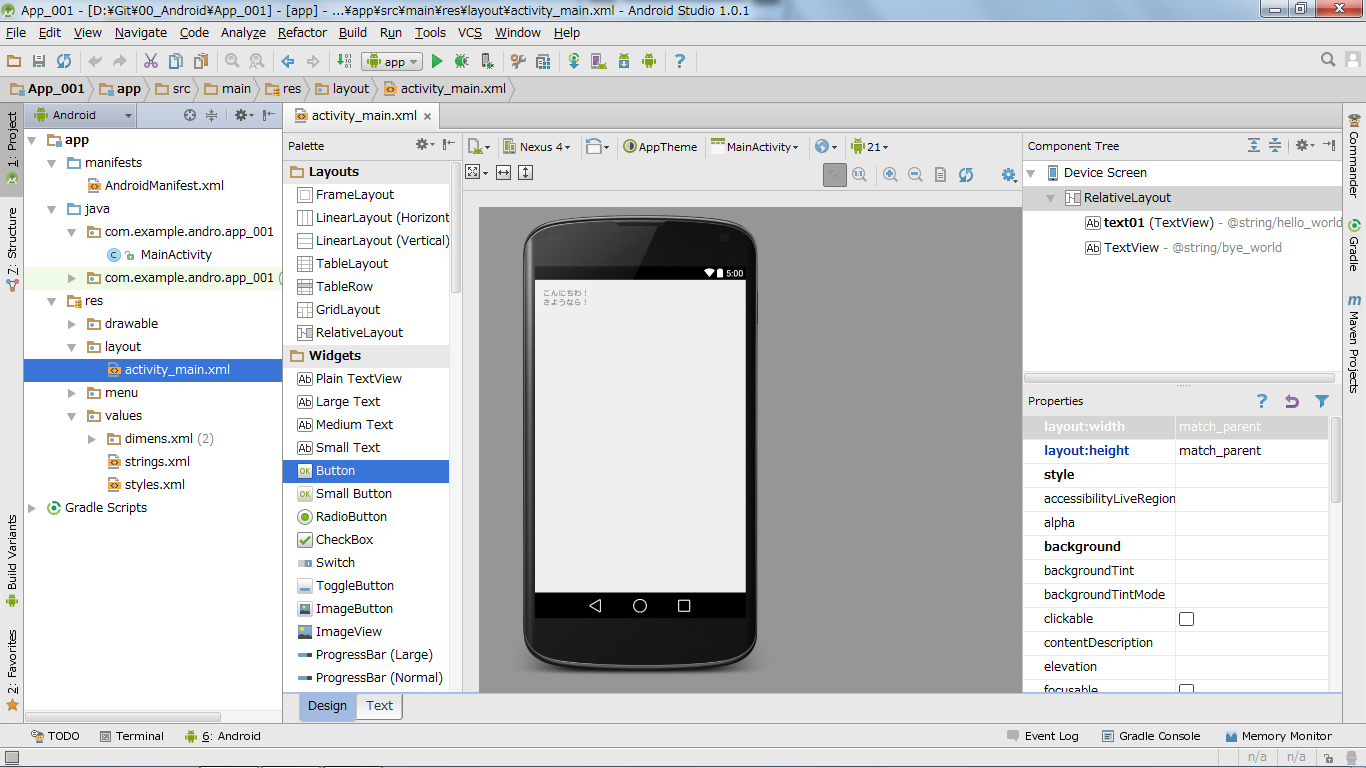 App_001 - [D:¥Git¥00_Android¥App_001] - [app] - ...¥app¥src¥main¥res¥layout¥activity_main.xml - Android Studio 1.0.1
File Edit View Navigate Code Analyze Refactor Build Run Tools VCS Window Help
app
App_001 app src main res layout activity_main.xml
1: Project
7: Structure
Build Variants
2: Favorites
Android
app
manifests
AndroidManifest.xml
java
com.example.andro.app_001
MainActivity
com.example.andro.app_001 (
res
drawable
layout
activity_main.xml
menu
values
dimens.xml (2)
strings.xml
styles.xml
Gradle Scripts
activity_main.xml
Palette
Layouts
FrameLayout
LinearLayout (Horizont
LinearLayout (Vertical)
TableLayout
TableRow
GridLayout
RelativeLayout
Widgets
Ab Plain TextView
Ab Large Text
Ab Medium Text
Ab Small Text
OK Button
OK Small Button
RadioButton
CheckBox
Switch
ToggleButton
ImageButton
ImageView
ProgressBar (Large)
ProgressBar (Normal)
Nexus 4 AppTheme MainActivity 21
5:00
こんにちわ！
さようなら！
Design Text
Component Tree
Device Screen
RelativeLayout
Ab text01 (TextView) - @string/hello_world
Ab TextView - @string/bye_world
Properties ?
layout:width match_parent
layout:height match_parent
style
accessibilityLiveRegion
alpha
background
backgroundTint
backgroundTintMode
clickable
contentDescription
elevation
focusable
Commander
Gradle
m Maven Projects
TODO Terminal 6: Android Event Log Gradle Console Memory Monitor
n/a n/a